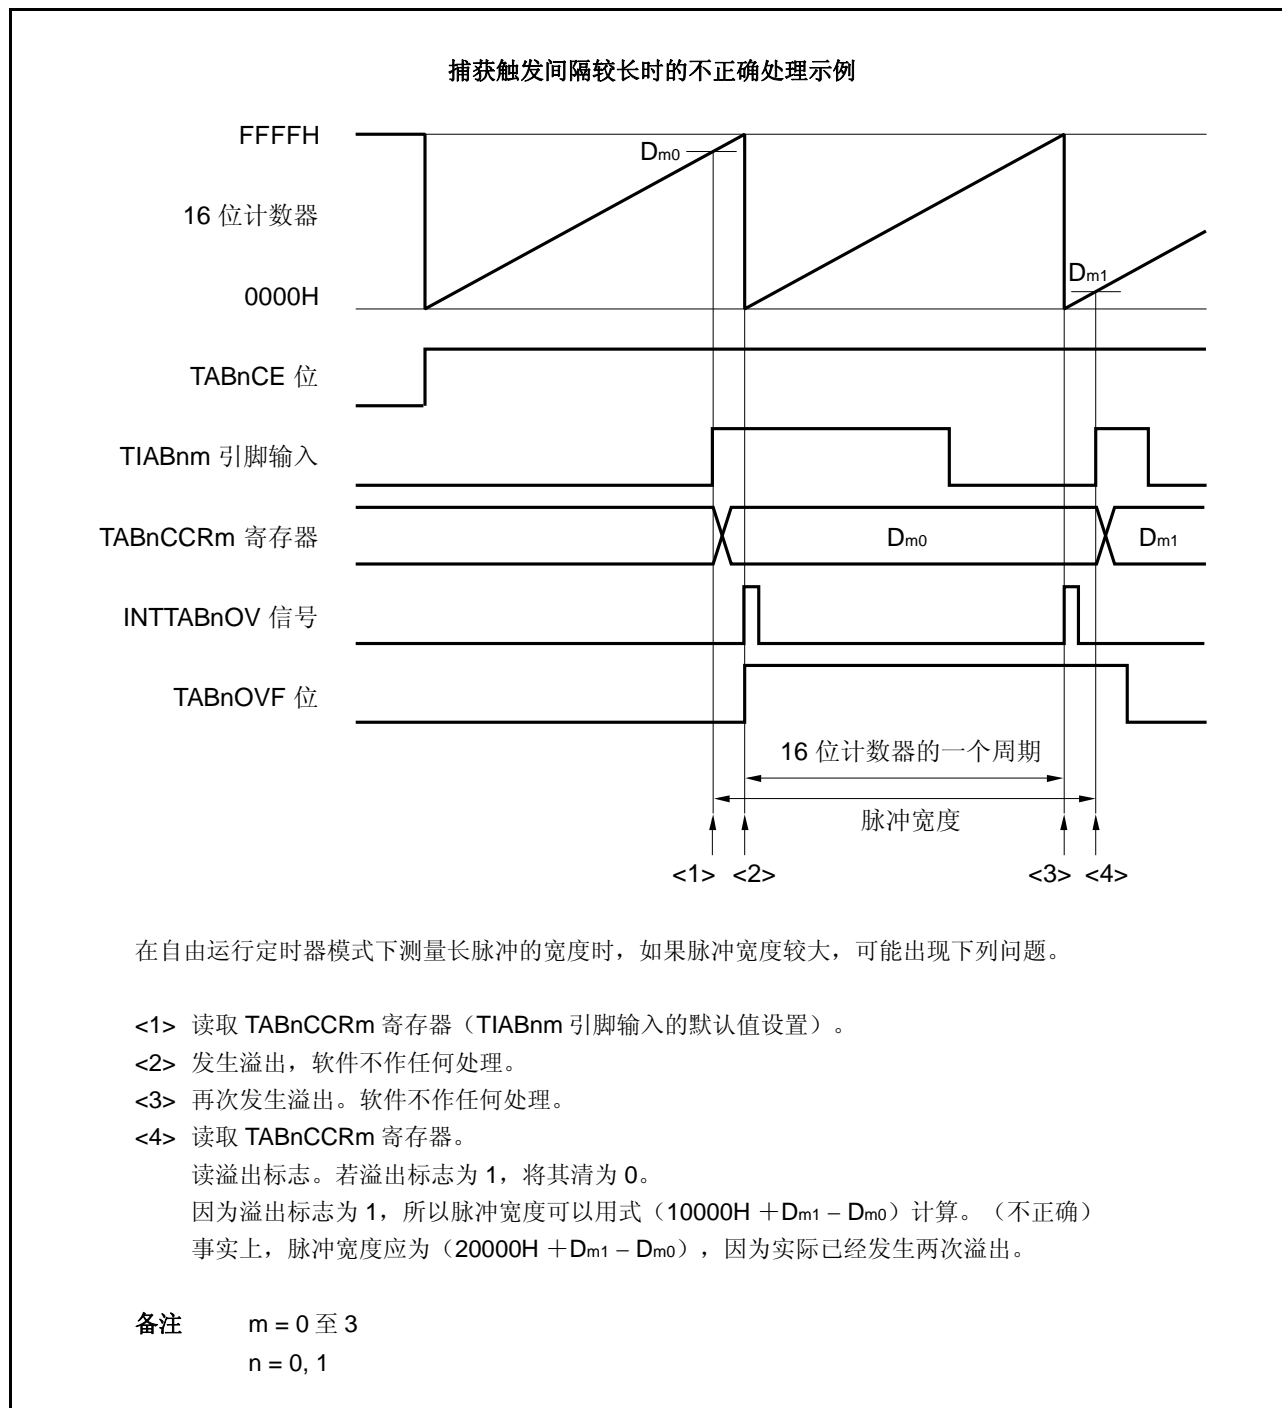 捕获触发间隔较长时的不正确处理示例
FFFFH
Dm0
16 位计数器
Dm1
0000H
TABnCE 位
TIABnm 引脚输入
TABnCCRm 寄存器
Dm0
Dm1
INTTABnOV 信号
TABnOVF 位
16 位计数器的一个周期
脉冲宽度
<1> <2> <3> <4>
在自由运行定时器模式下测量长脉冲的宽度时，如果脉冲宽度较大，可能出现下列问题。
<1> 读取 TABnCCRm 寄存器（TIABnm 引脚输入的默认值设置）。
<2> 发生溢出，软件不作任何处理。
<3> 再次发生溢出。软件不作任何处理。
<4> 读取 TABnCCRm 寄存器。
读溢出标志。若溢出标志为 1，将其清为 0。
因为溢出标志为 1，所以脉冲宽度可以用式（10000H ＋Dm1 – Dm0）计算。（不正确）
事实上，脉冲宽度应为（20000H ＋Dm1 – Dm0），因为实际已经发生两次溢出。
备注 m = 0 至 3
n = 0, 1